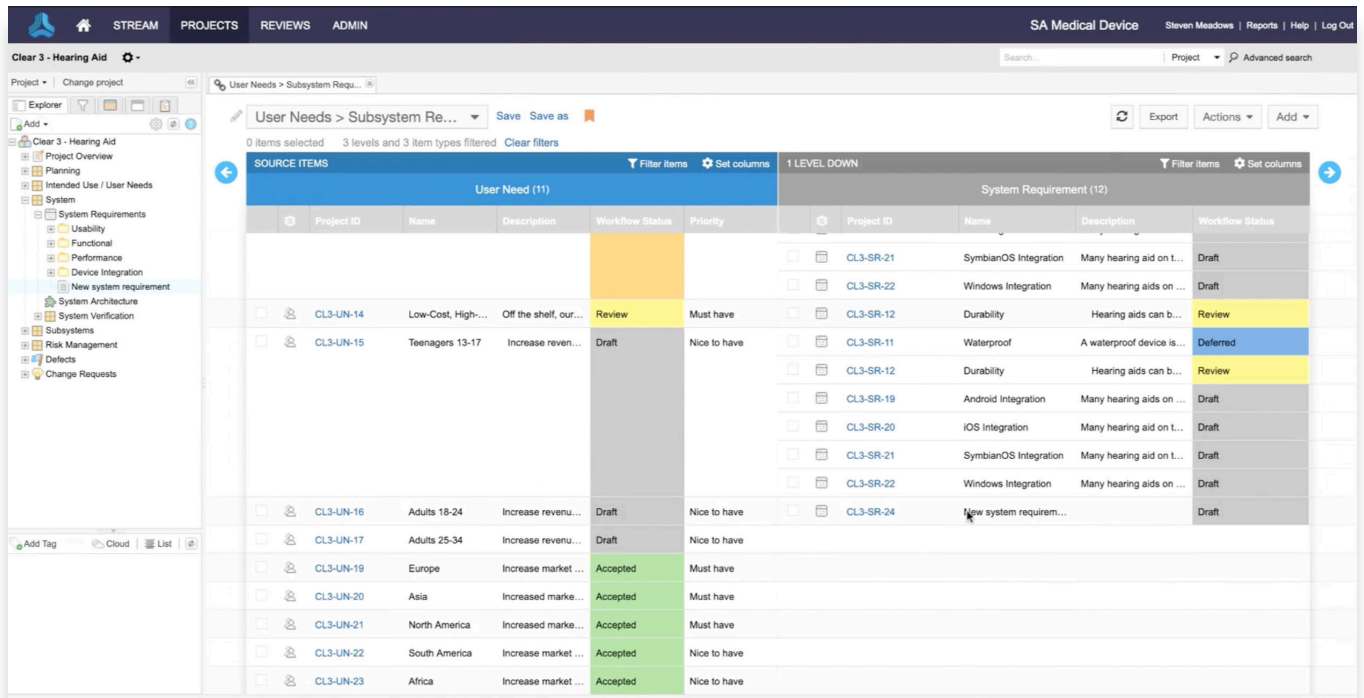 STREAM PROJECTS REVIEWS ADMIN SA Medical Device Steven Meadows | Reports | Help | Log Out
Clear 3 - Hearing Aid Search... Project Advanced search
Project Change project User Needs > Subsystem Requ...
Explorer
Add
User Needs > Subsystem Re... Save Save as Export Actions Add
0 items selected 3 levels and 3 item types filtered Clear filters
Clear 3 - Hearing Aid
Project Overview
Planning
Intended Use / User Needs
System
System Requirements
Usability
Functional
Performance
Device Integration
New system requirement
System Architecture
System Verification
Subsystems
Risk Management
Defects
Change Requests
Add Tag Cloud List
SOURCE ITEMS Filter items Set columns 1 LEVEL DOWN Filter items Set columns
User Need (11) System Requirement (12)
Project ID Name Description Workflow Status Priority Project ID Name Description Workflow Status
CL3-SR-21 SymbianOS Integration Many hearing aid on t... Draft
CL3-SR-22 Windows Integration Many hearing aids on ... Draft
CL3-UN-14 Low-Cost, High-... Off the shelf, our... Review Must have CL3-SR-12 Durability Hearing aids can b... Review
CL3-UN-15 Teenagers 13-17 Increase reven... Draft Nice to have CL3-SR-11 Waterproof A waterproof device is... Deferred
CL3-SR-12 Durability Hearing aids can b... Review
CL3-SR-19 Android Integration Many hearing aids on ... Draft
CL3-SR-20 iOS Integration Many hearing aid on t... Draft
CL3-SR-21 SymbianOS Integration Many hearing aid on t... Draft
CL3-SR-22 Windows Integration Many hearing aids on ... Draft
CL3-UN-16 Adults 18-24 Increase revenu... Draft Nice to have CL3-SR-24 New system requirem... Draft
CL3-UN-17 Adults 25-34 Increase revenu... Draft Nice to have
CL3-UN-19 Europe Increase market ... Accepted Must have
CL3-UN-20 Asia Increased marke... Accepted Must have
CL3-UN-21 North America Increased marke... Accepted Must have
CL3-UN-22 South America Increase market ... Accepted Nice to have
CL3-UN-23 Africa Increase market ... Accepted Nice to have